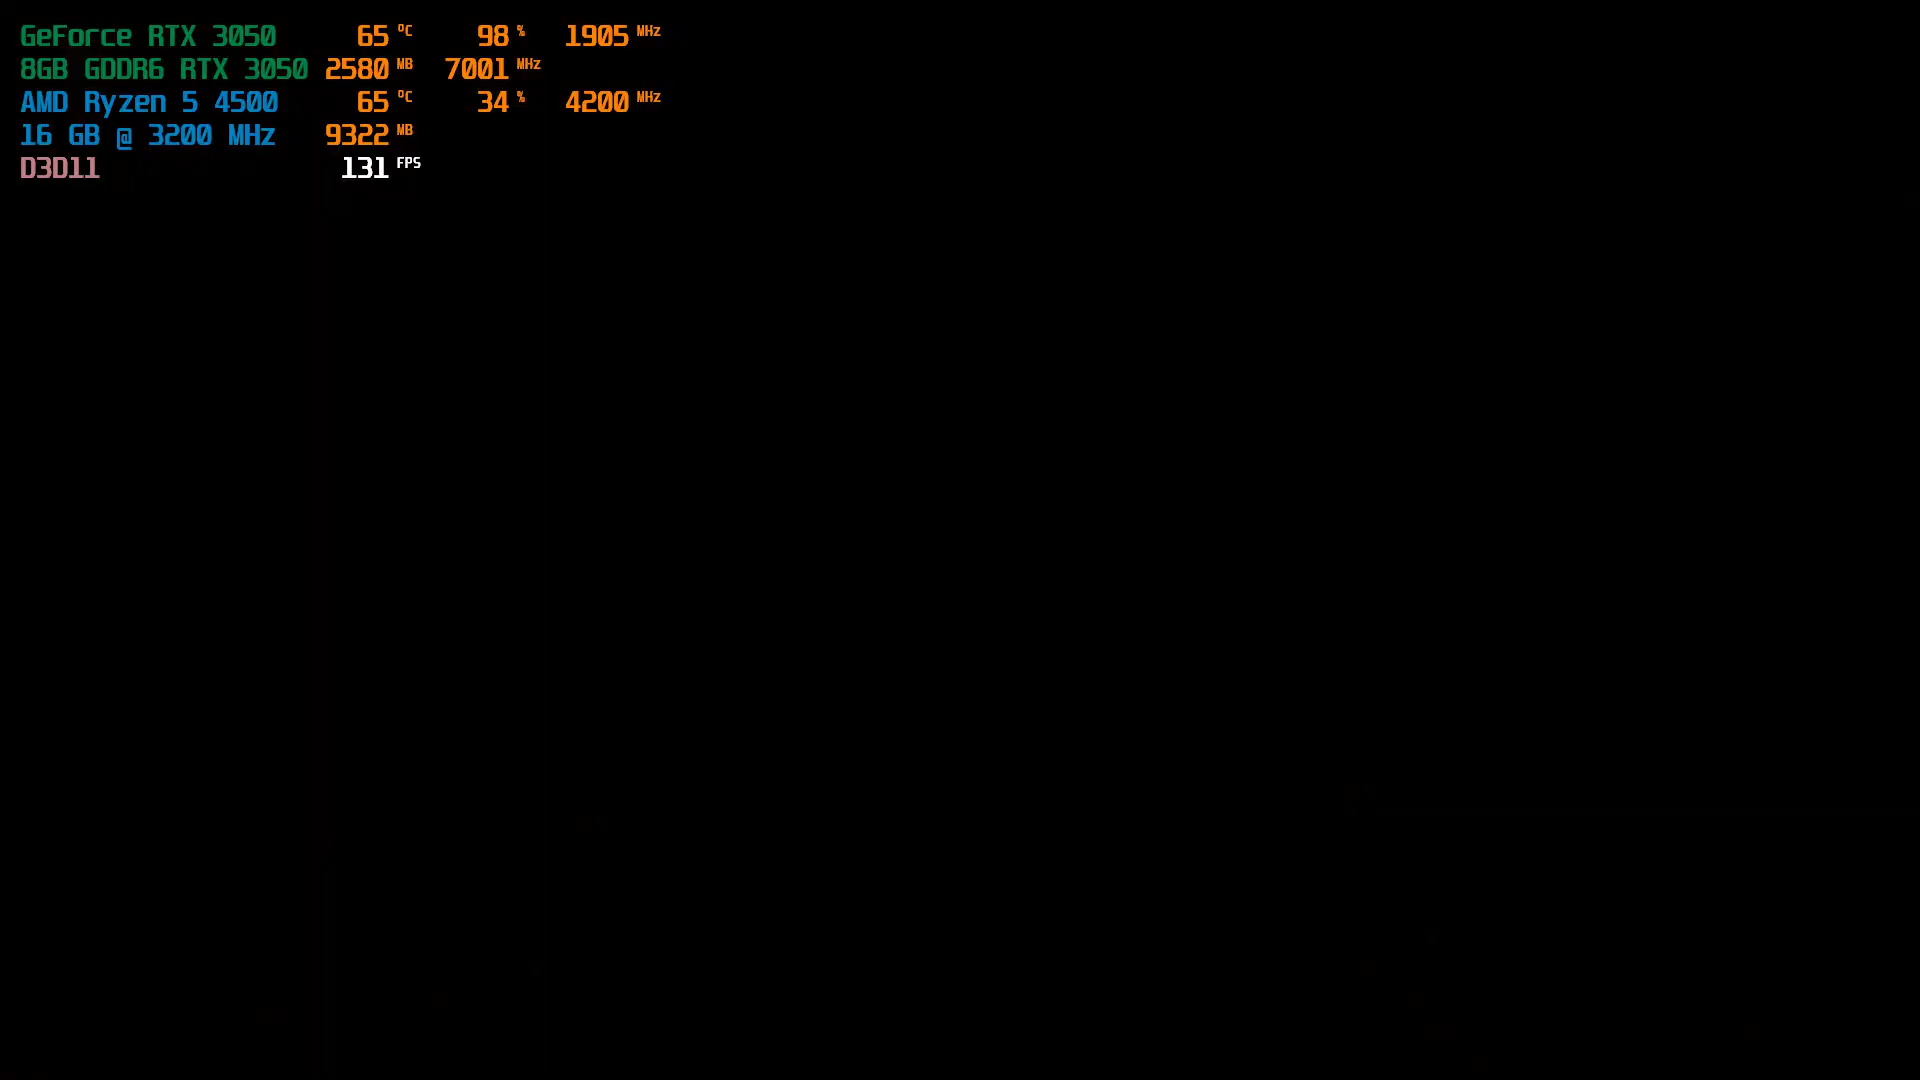 GeForce RTX 3050 65 °C 98 % 1905 MHz
8GB GDDR6 RTX 3050 2580 MB 7001 MHz
AMD Ryzen 5 4500 65 °C 34 % 4200 MHz
16 GB @ 3200 MHz 9322 MB
D3D11 131 FPS